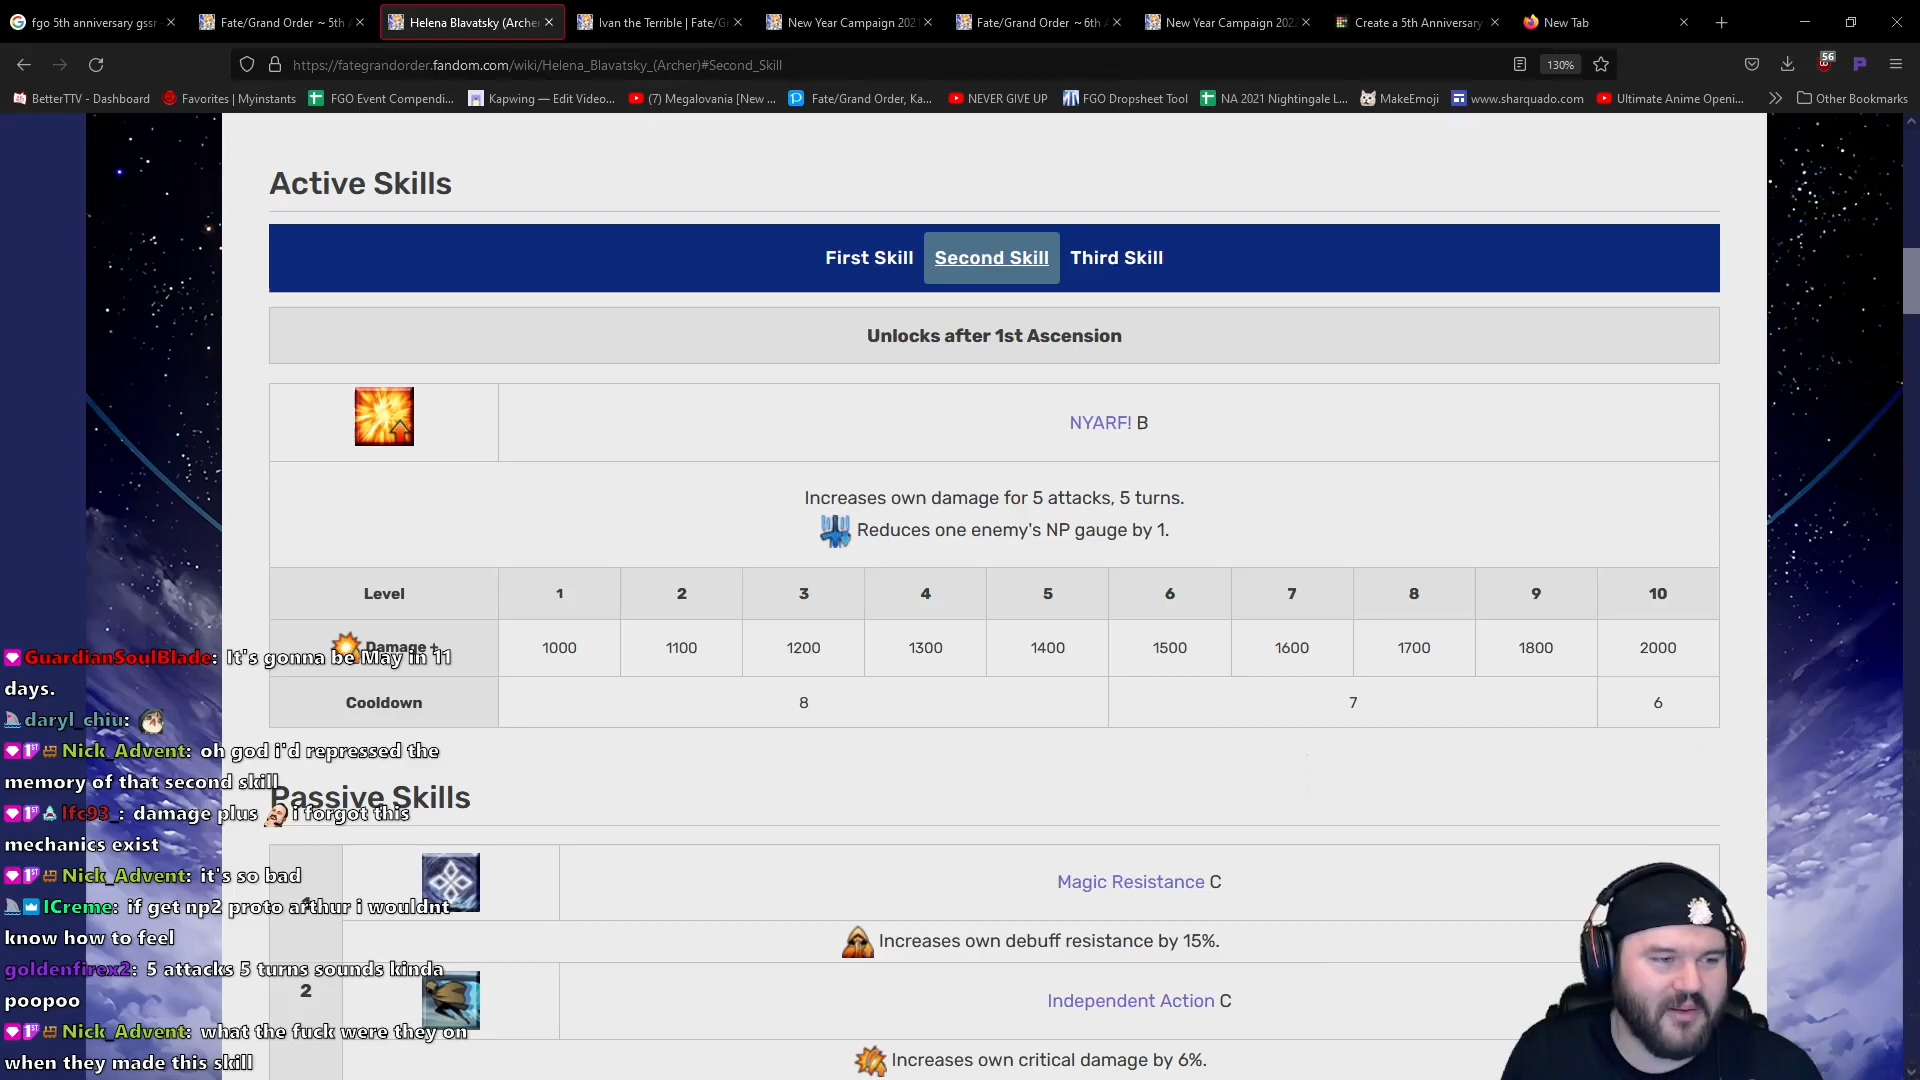 fgo 5th anniversary gssr
Fate/Grand Order ~ 5th A
Helena Blavatsky (Archer
Ivan the Terrible | Fate/Gr
New Year Campaign 2021
Fate/Grand Order ~6th A
New Year Campaign 202
Create a 5th Anniversary
New Tab
https://fategrandorder.fandom.com/wiki/Helena_Blavatsky_(Archer)#Second_Skill
130%
56
BetterTTV - Dashboard
Favorites | Myinstants
FGO Event Compendi...
Kapwing — Edit Video...
(7) Megalovania [New ...
Fate/Grand Order, Ka...
NEVER GIVE UP
FGO Dropsheet Tool
NA 2021 Nightingale L...
MakeEmoji
www.sharquado.com
Ultimate Anime Openi...
Other Bookmarks
Active Skills
First Skill Second Skill Third Skill
Unlocks after 1st Ascension
NYARF! B
Increases own damage for 5 attacks, 5 turns.
Reduces one enemy's NP gauge by 1.
Level 1 2 3 4 5 6 7 8 9 10
Damage + 1000 1100 1200 1300 1400 1500 1600 1700 1800 2000
Cooldown 8 7 6
Passive Skills
Magic Resistance C
Increases own debuff resistance by 15%.
2
Independent Action C
Increases own critical damage by 6%.
GuardianSoulBlade: It's gonna be May in 11
days.
daryl_chiu:
Nick_Advent: oh god i'd repressed the
memory of that second skill
lfc93_: damage plus i forgot this
mechanics exist
Nick_Advent: it's so bad
ICreme: if get np2 proto arthur i wouldnt
know how to feel
goldenfirex2: 5 attacks 5 turns sounds kinda
poopoo
Nick_Advent: what the fuck were they on
when they made this skill